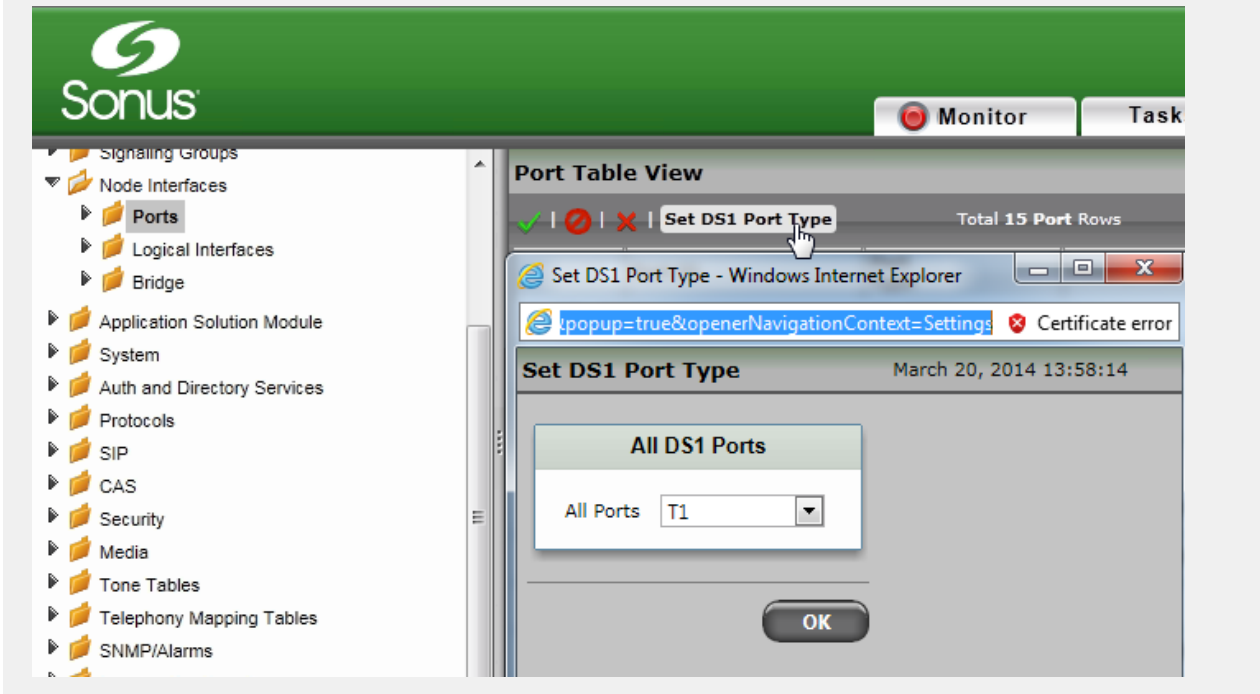 Sonus
Monitor
Task
Signaling Groups
Node Interfaces
Ports
Logical Interfaces
Bridge
Application Solution Module
System
Auth and Directory Services
Protocols
SIP
CAS
Security
Media
Tone Tables
Telephony Mapping Tables
SNMP/Alarms
Port Table View
Set DS1 Port Type
Total 15 Port Rows
Set DS1 Port Type - Windows Internet Explorer
popup=true&openerNavigationContext=Settings
Certificate error
Set DS1 Port Type
March 20, 2014 13:58:14
All DS1 Ports
All Ports T1
OK